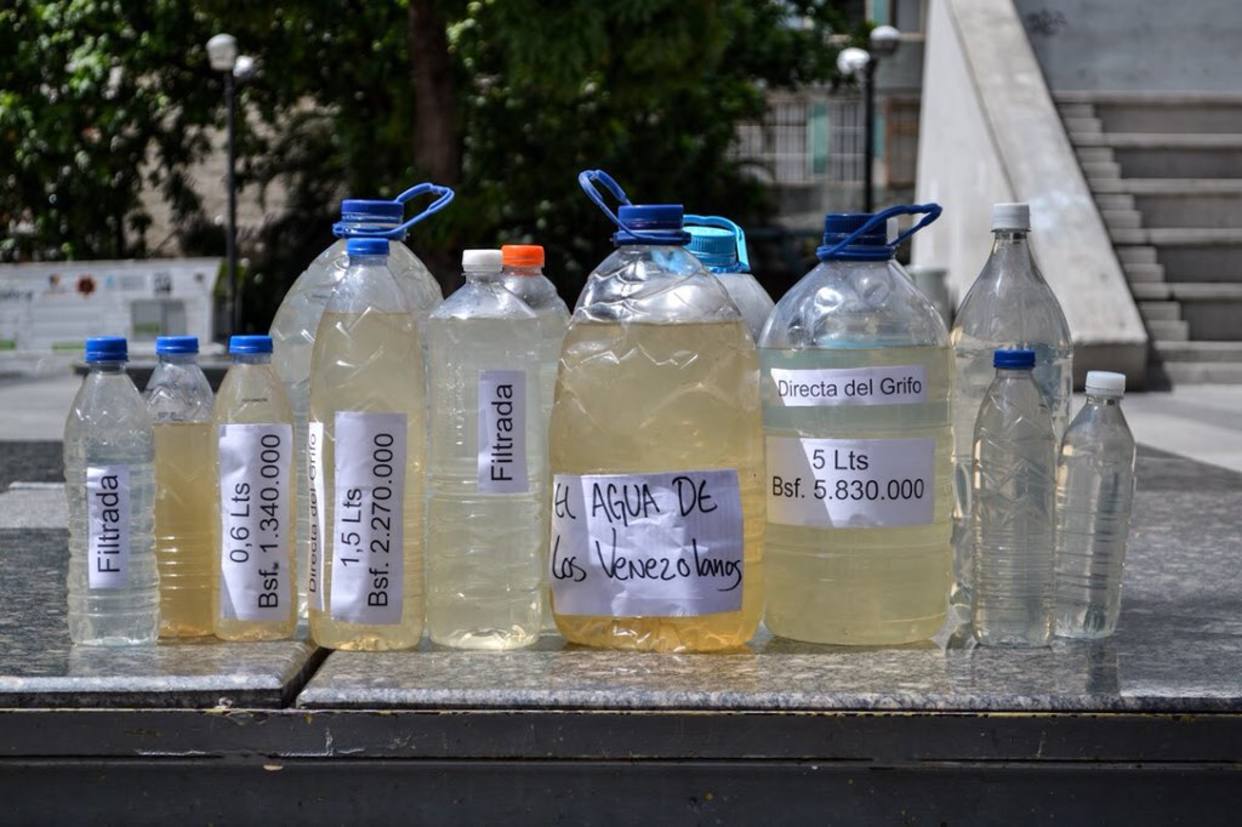 Filtrada
0,6 Lts
Bsf. 1.340.000
Directa del Grifo
1,5 Lts
Bsf. 2.270.000
Filtrada
El AGUA DE
Los Venezolanos
Directa del Grifo
5 Lts
Bsf. 5.830.000